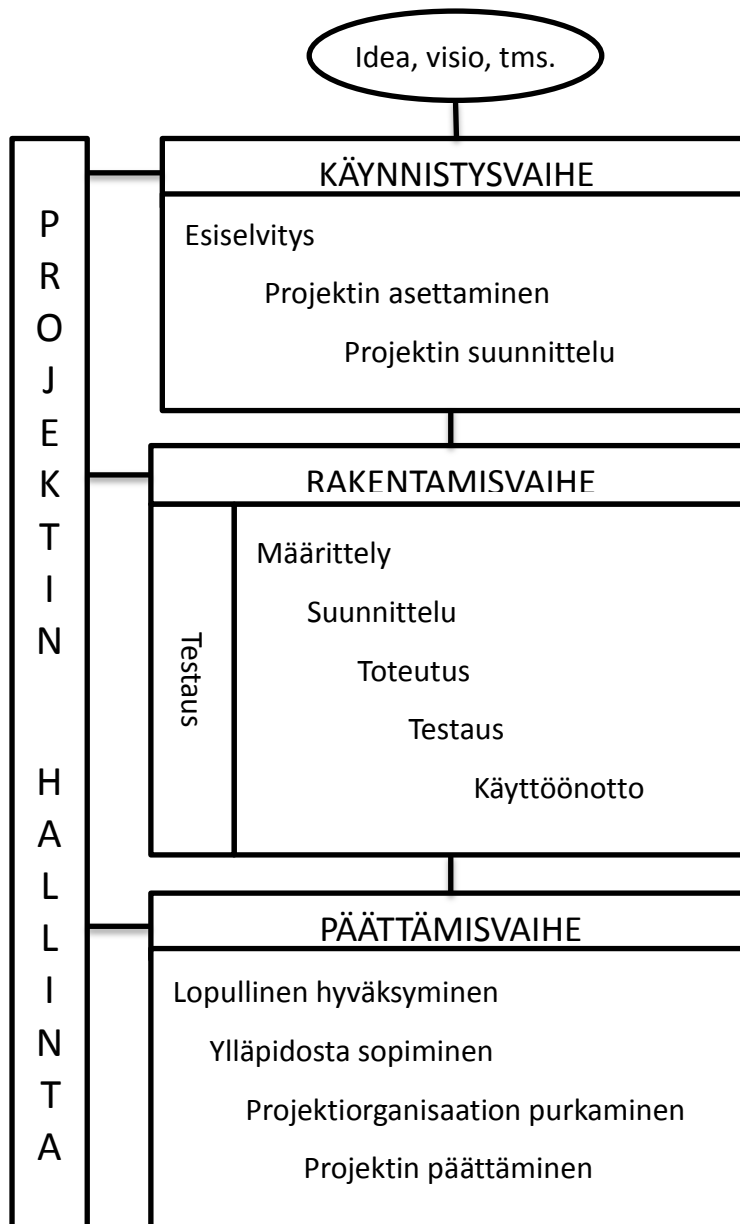 Idea, visio, tms.
PROJEKTIN HALLINTA
KÄYNNISTYSVAIHE
Esiselvitys
Projektin asettaminen
Projektin suunnittelu
RAKENTAMISVAIHE
Testaus
Määrittely
Suunnittelu
Toteutus
Testaus
Käyttöönotto
PÄÄTTÄMISVAIHE
Lopullinen hyväksyminen
Ylläpidosta sopiminen
Projektiorganisaation purkaminen
Projektin päättäminen